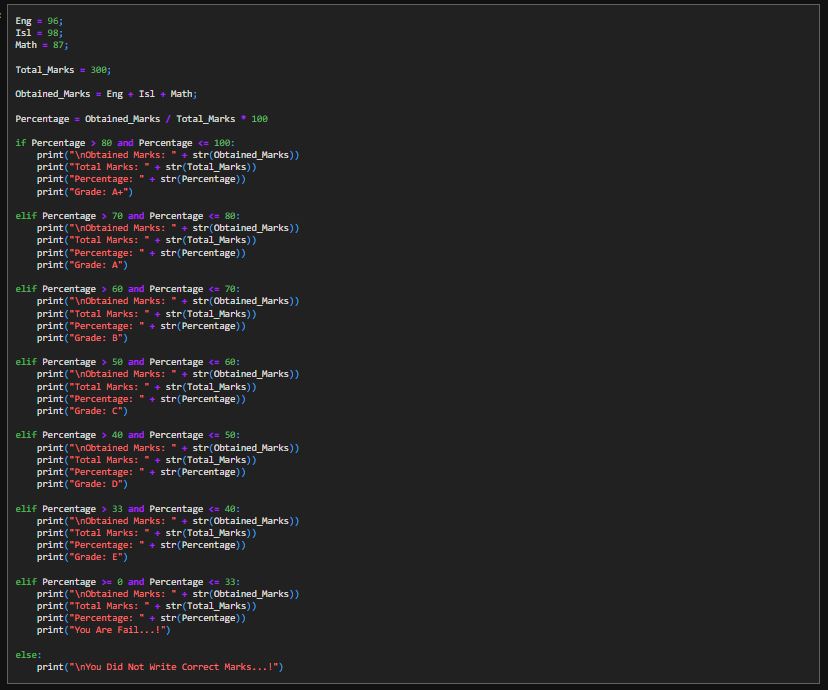 Eng = 96;
Isl = 98;
Math = 87;
Total_Marks = 300;
Obtained_Marks = Eng + Isl + Math;
Percentage = Obtained_Marks / Total_Marks * 100
if Percentage > 80 and Percentage <= 100:
    print("\nObtained Marks: " + str(Obtained_Marks))
    print("Total Marks: " + str(Total_Marks))
    print("Percentage: " + str(Percentage))
    print("Grade: A+")
elif Percentage > 70 and Percentage <= 80:
    print("\nObtained Marks: " + str(Obtained_Marks))
    print("Total Marks: " + str(Total_Marks))
    print("Percentage: " + str(Percentage))
    print("Grade: A")
elif Percentage > 60 and Percentage <= 70:
    print("\nObtained Marks: " + str(Obtained_Marks))
    print("Total Marks: " + str(Total_Marks))
    print("Percentage: " + str(Percentage))
    print("Grade: B")
elif Percentage > 50 and Percentage <= 60:
    print("\nObtained Marks: " + str(Obtained_Marks))
    print("Total Marks: " + str(Total_Marks))
    print("Percentage: " + str(Percentage))
    print("Grade: C")
elif Percentage > 40 and Percentage <= 50:
    print("\nObtained Marks: " + str(Obtained_Marks))
    print("Total Marks: " + str(Total_Marks))
    print("Percentage: " + str(Percentage))
    print("Grade: D")
elif Percentage > 33 and Percentage <= 40:
    print("\nObtained Marks: " + str(Obtained_Marks))
    print("Total Marks: " + str(Total_Marks))
    print("Percentage: " + str(Percentage))
    print("Grade: E")
elif Percentage >= 0 and Percentage <= 33:
    print("\nObtained Marks: " + str(Obtained_Marks))
    print("Total Marks: " + str(Total_Marks))
    print("Percentage: " + str(Percentage))
    print("You Are Fail...!")
else:
    print("\nYou Did Not Write Correct Marks...!")